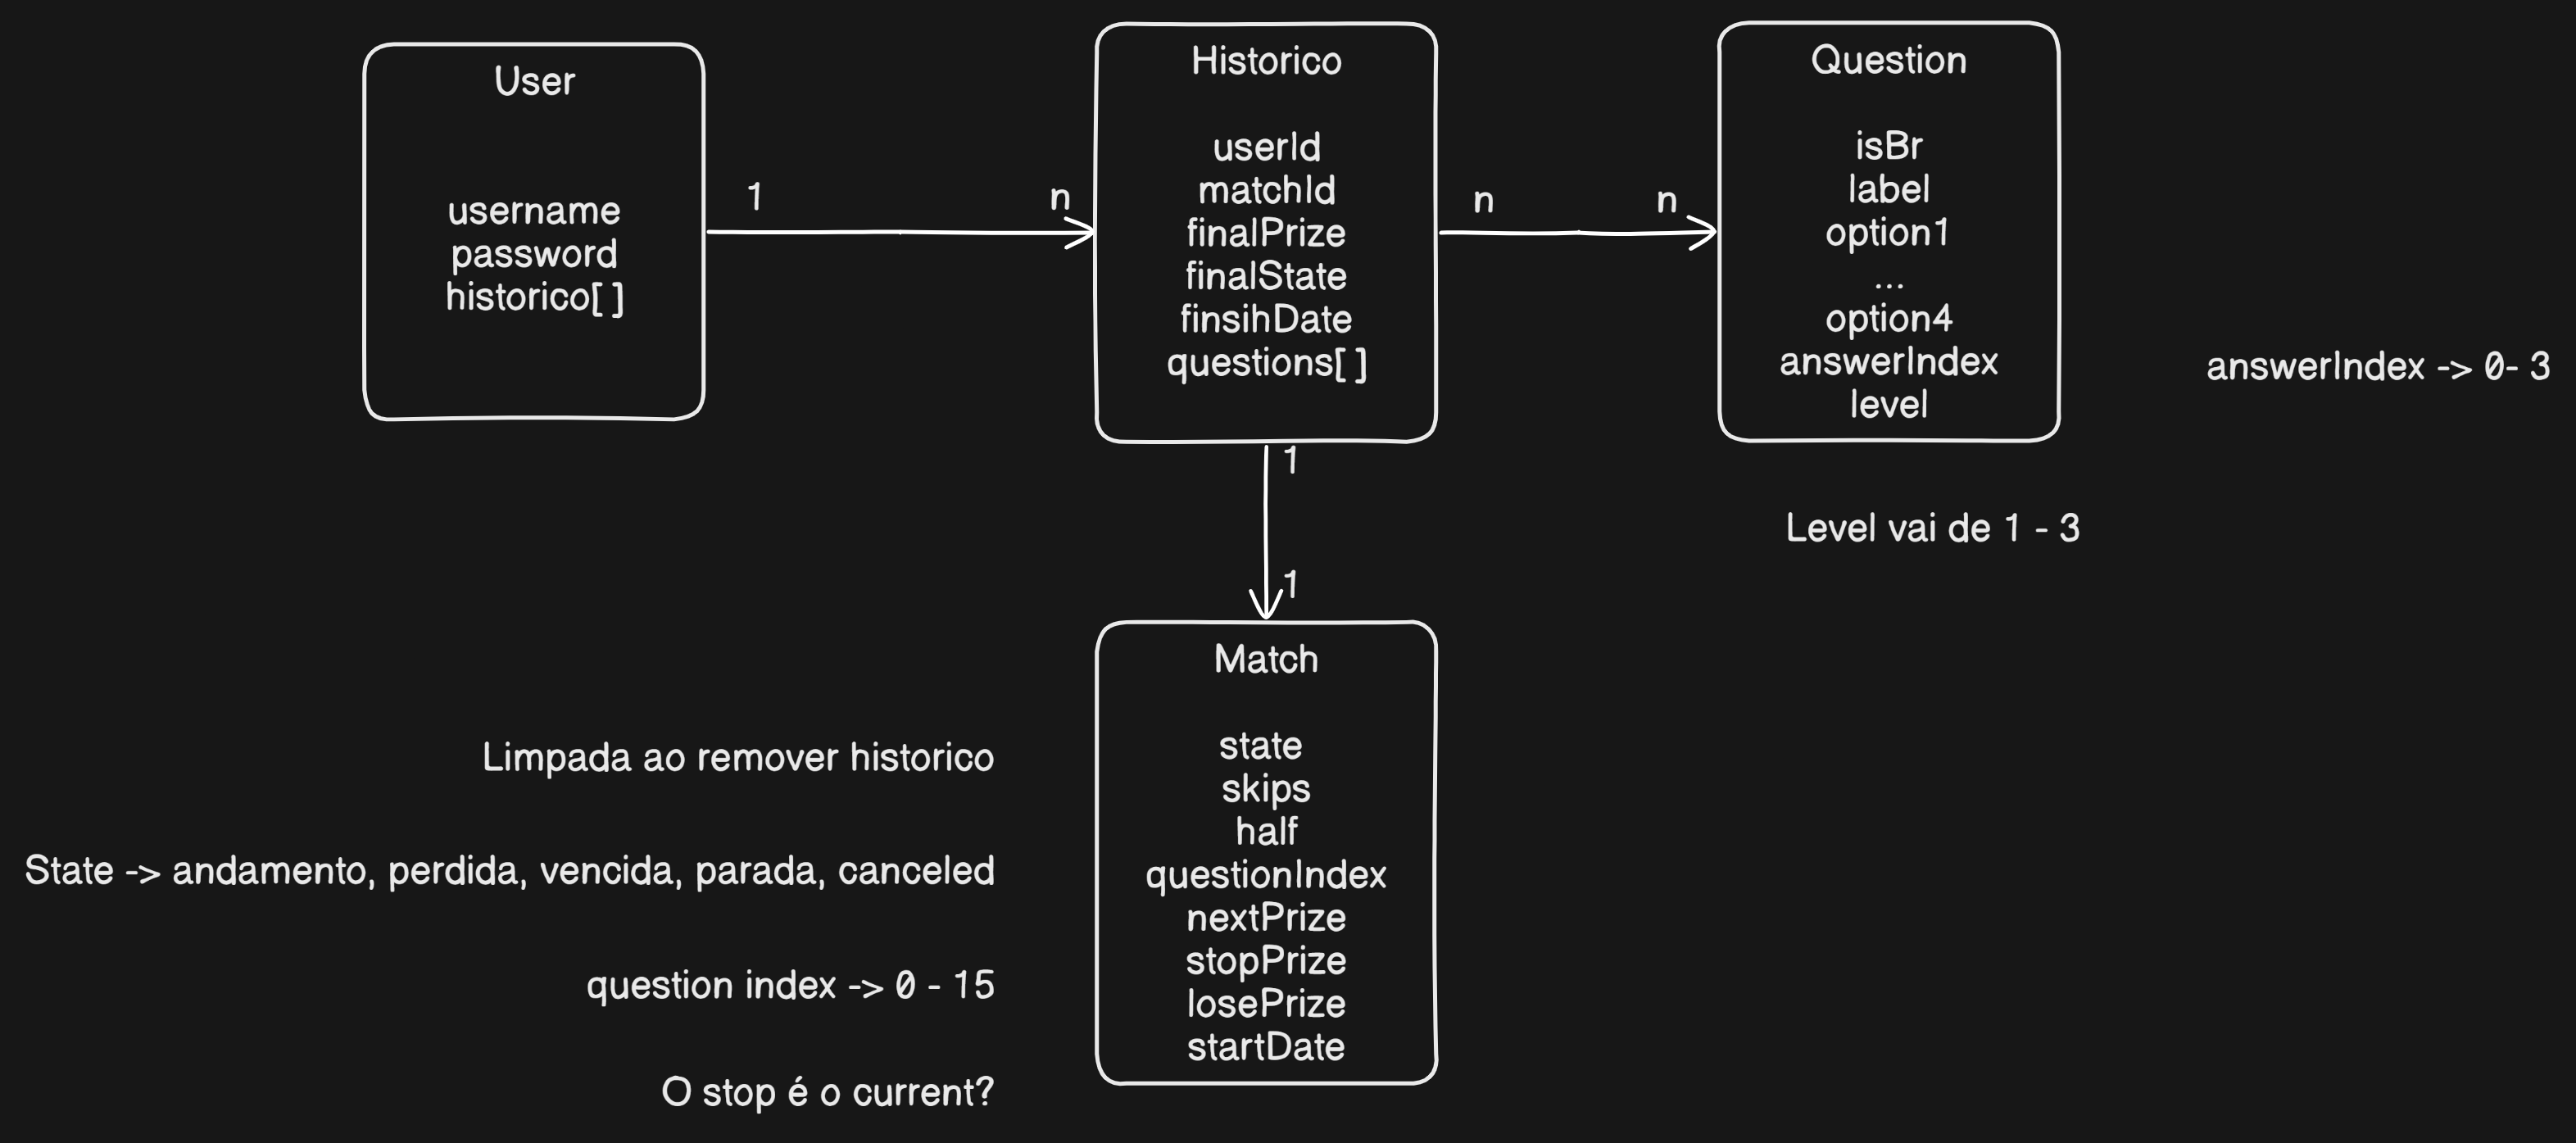 User
username
password
historico[ ]
1
n
Historico
userId
matchId
finalPrize
finalState
finsihDate
questions[ ]
n
n
Question
isBr
label
option1
...
option4
answerIndex
level
answerIndex -> 0- 3
Level vai de 1 - 3
1
1
Match
state
skips
half
questionIndex
nextPrize
stopPrize
losePrize
startDate
Limpada ao remover historico
State -> andamento, perdida, vencida, parada, canceled
question index -> 0 - 15
O stop é o current?